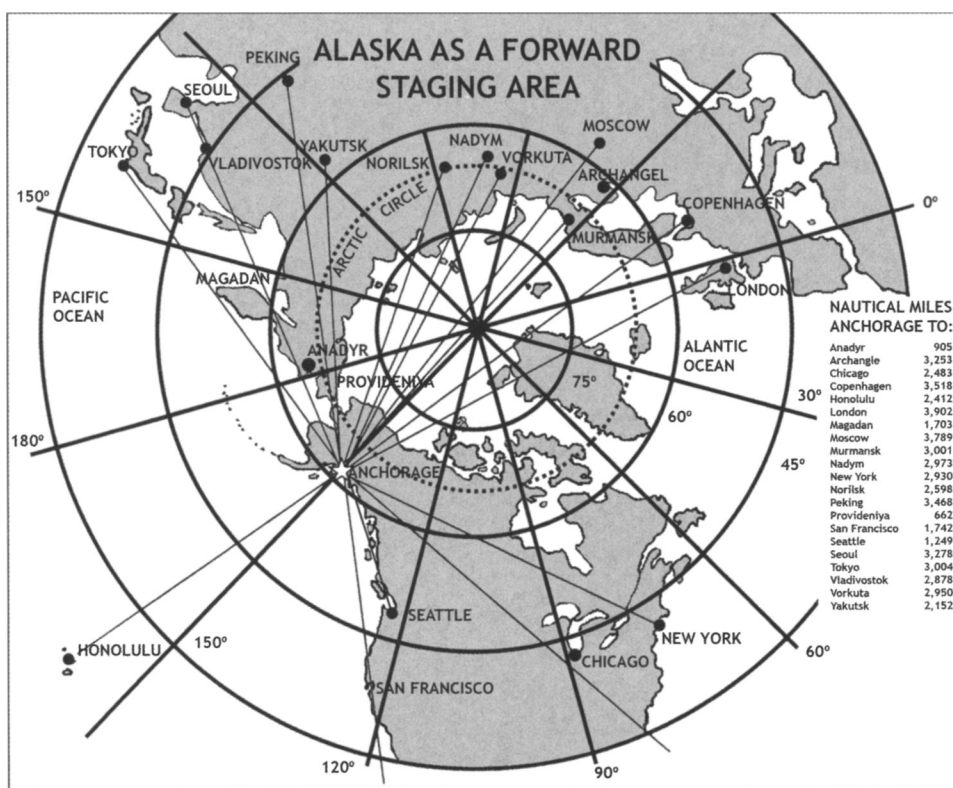 ALASKA AS A FORWARD
STAGING AREA
PEKING
SEOUL
MOSCOW
TOKYO
VLADIVOSTOK
YAKUTSK
NORILSK
NADYM
VORKUTA
ARCHANGEL
COPENHAGEN
150°
0°
ARCTIC CIRCLE
MURMANSK
MAGADAN
LONDON
PACIFIC
OCEAN
ALANTIC
OCEAN
ANADYR
PROVIDENIYA
75°
60°
30°
45°
180°
ANCHORAGE
NAUTICAL MILES
ANCHORAGE TO:
Anadyr 905
Archangle 3,253
Chicago 2,483
Copenhagen 3,518
Honolulu 2,412
London 3,902
Magadan 1,703
Moscow 3,789
Murmansk 3,001
Nadym 2,973
New York 2,930
Norilsk 2,598
Peking 3,468
Provideniya 662
San Francisco 1,742
Seattle 1,249
Seoul 3,278
Tokyo 3,004
Vladivostok 2,878
Vorkuta 2,950
Yakutsk 2,152
SEATTLE
NEW YORK
HONOLULU
150°
CHICAGO
60°
SAN FRANCISCO
120°
90°